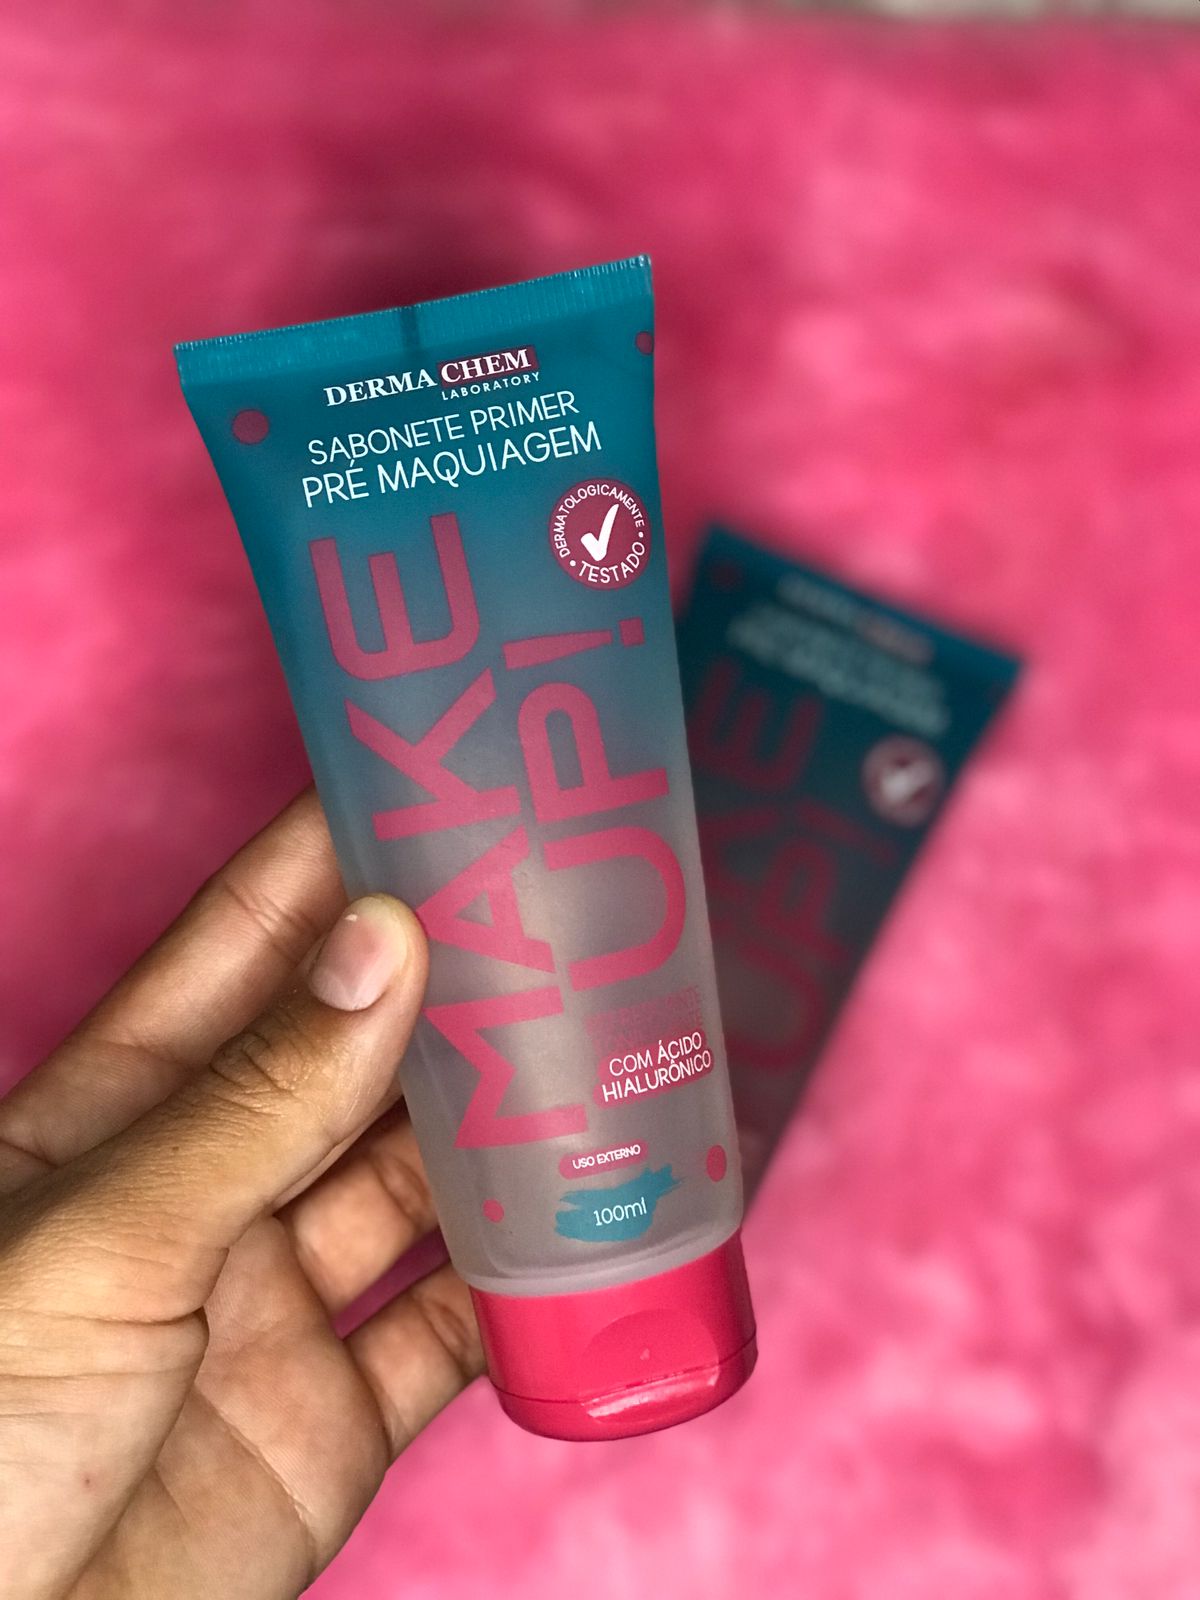 DERMA CHEM
LABORATORY
SABONETE PRIMER
PRÉ MAQUIAGEM
DERMATOLOGICAMENTE
TESTADO
MAKE
UP!
COM ÁCIDO
HIALURÔNICO
USO EXTERNO
100ml